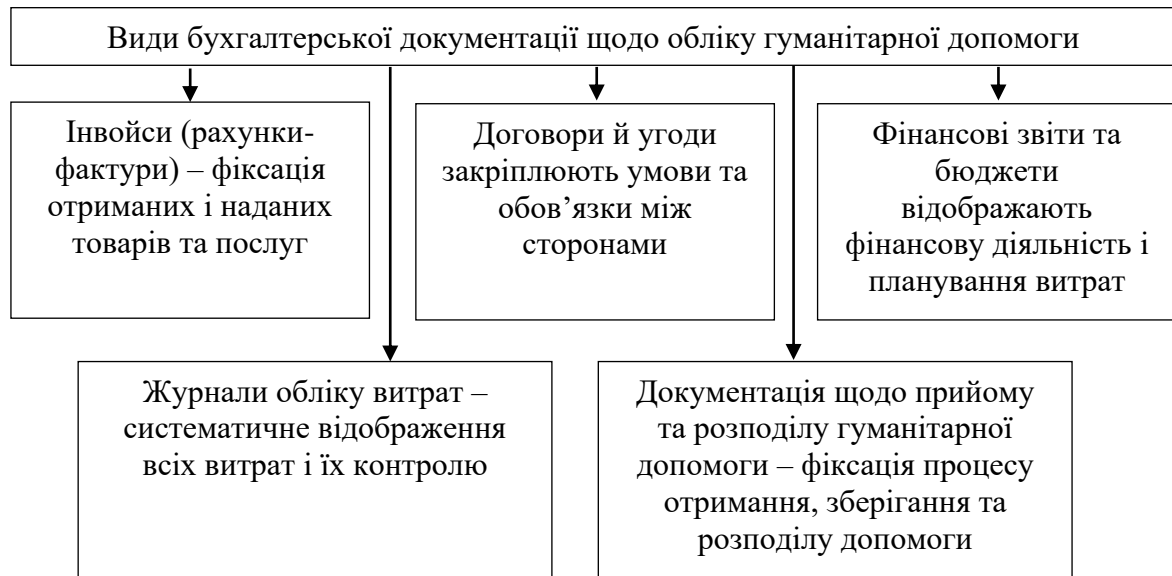 Види бухгалтерської документації щодо обліку гуманітарної допомоги
Інвойси (рахунки-
фактури) – фіксація
отриманих і наданих
товарів та послуг
Договори й угоди
закріплюють умови та
обов’язки між
сторонами
Фінансові звіти та
бюджети
відображають
фінансову діяльність і
планування витрат
Журнали обліку витрат –
систематичне відображення
всіх витрат і їх контролю
Документація щодо прийому
та розподілу гуманітарної
допомоги – фіксація процесу
отримання, зберігання та
розподілу допомоги